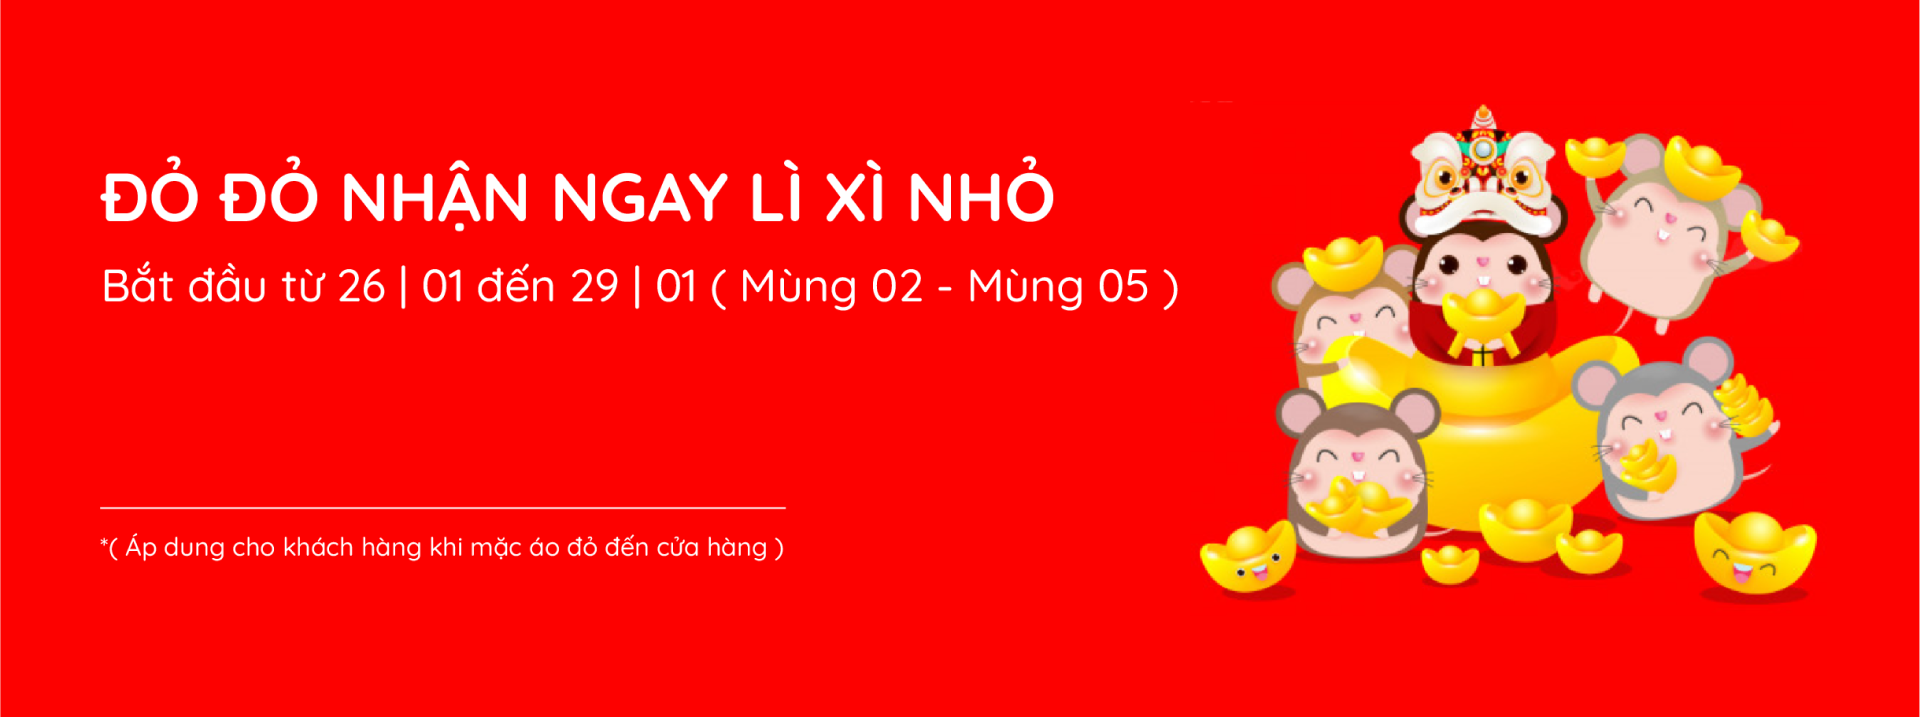 ĐỎ ĐỎ NHẬN NGAY LÌ XÌ NHỎ
Bắt đầu từ 26 | 01 đến 29 | 01 ( Mùng 02 - Mùng 05 )
*( Áp dung cho khách hàng khi mặc áo đỏ đến cửa hàng )